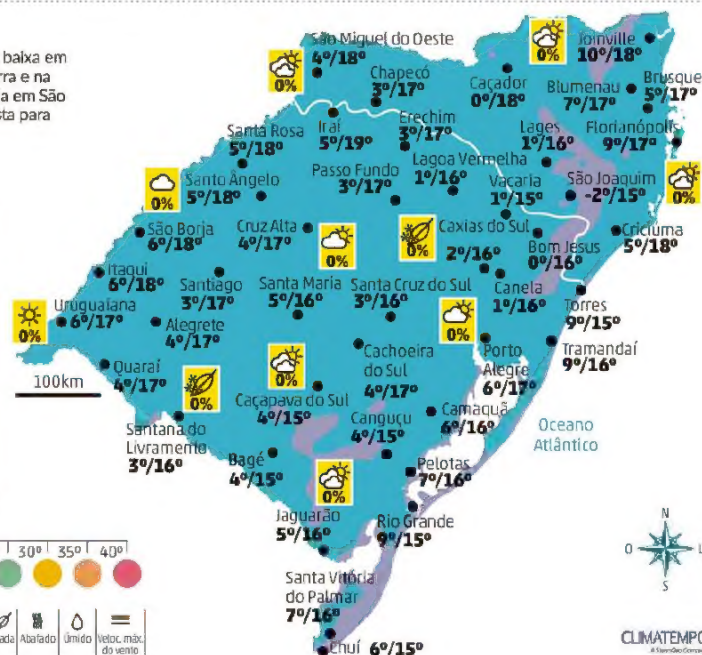 baixa em
rra e na
a em São
sta para
São Miguel do Oeste
4º/18º
0%
Chapecó
3º/17º
Caçador
0º/18º
0%
Joinville
10º/18º
Blumenau
7º/17º
Brusque
5º/17º
Iraí
5º/19º
Erechim
3º/17º
Lages
1º/16º
Florianópolis
9º/17º
0%
Santa Rosa
5º/18º
Passo Fundo
3º/17º
Lagoa Vermelha
1º/16º
Vacaria
1º/15º
São Joaquim
-2º/15º
0%
Santo Ângelo
5º/18º
São Borja
6º/18º
Cruz Alta
4º/17º
0%
0%
Caxias do Sul
2º/16º
Bom Jesus
0º/16º
Criciúma
5º/18º
Itaqui
6º/18º
Santiago
3º/17º
Santa Maria
5º/16º
Santa Cruz do Sul
3º/16º
Canela
1º/16º
Torres
9º/15º
0%
Uruguaiana
6º/17º
Alegrete
4º/17º
0%
Porto
Alegre
6º/17º
Tramandaí
9º/16º
Quaraí
4º/17º
100km
0%
0%
Cachoeira
do Sul
4º/17º
Caçapava do Sul
4º/15º
Camaquã
6º/16º
Oceano
Atlântico
Santana do
Livramento
3º/16º
Canguçu
4º/15º
Bagé
4º/15º
0%
Pelotas
7º/16º
Jaguarão
5º/16º
Rio Grande
9º/15º
Santa Vitória
do Palmar
7º/16º
Chuí 6º/15º
30º 35º 40º
ada Abafado Úmido Veloc. máx.
do vento
N
O L
S
CLIMATEMPO